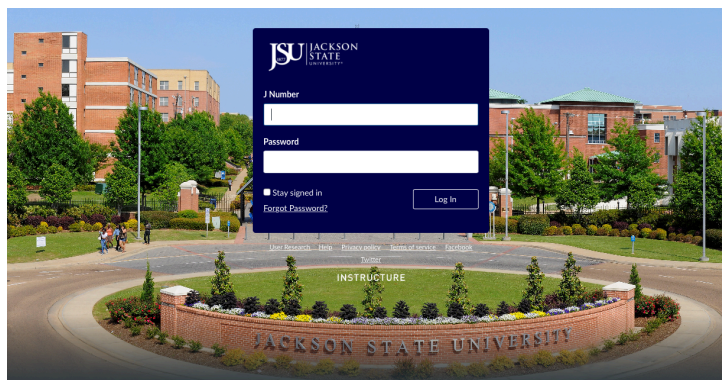 JSU JACKSON
STATE
UNIVERSITY
J Number
Password
Stay signed in
Log In
Forgot Password?
User Research Help Privacy policy Terms of service Facebook
Twitter
INSTRUCTURE
JACKSON STATE UNIVERSITY